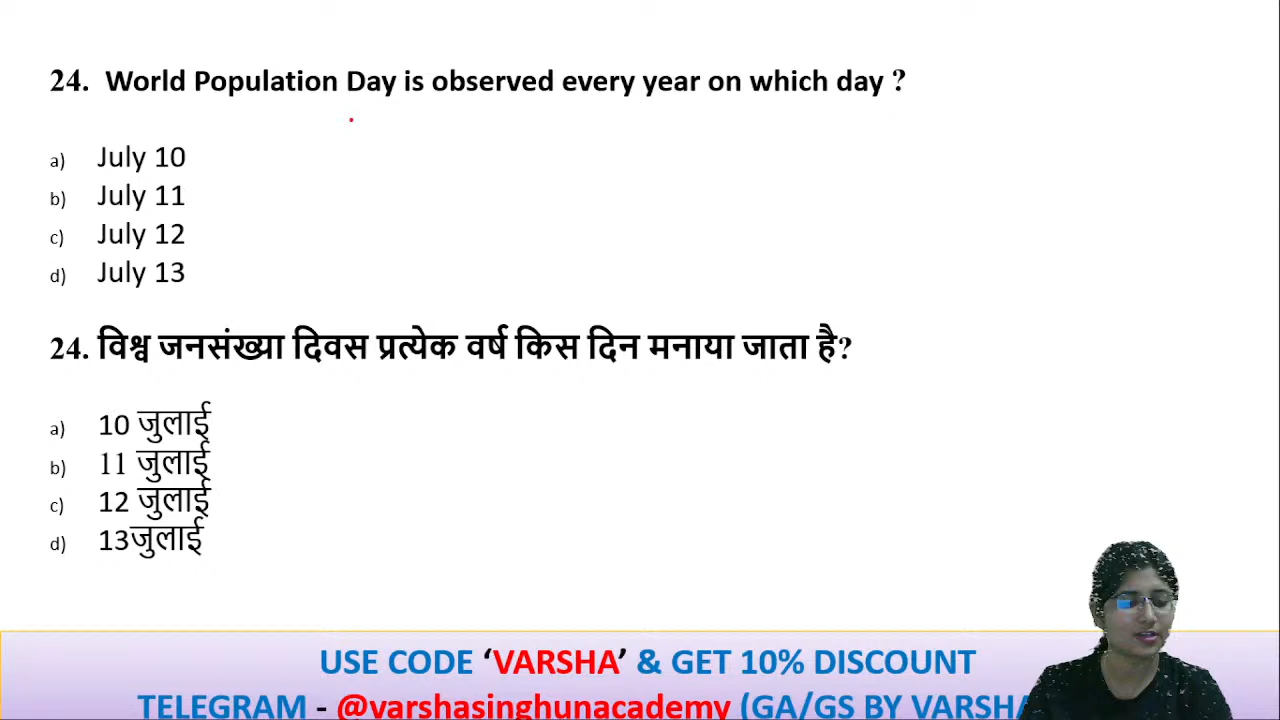 24. World Population Day is observed every year on which day ?
a) July 10
b) July 11
c) July 12
d) July 13
24. विश्व जनसंख्या दिवस प्रत्येक वर्ष किस दिन मनाया जाता है?
a) 10 जुलाई
b) 11 जुलाई
c) 12 जुलाई
d) 13जुलाई
USE CODE ‘VARSHA’ & GET 10% DISCOUNT
TELEGRAM - @varshasinghunacademy (GA/GS BY VARSHA